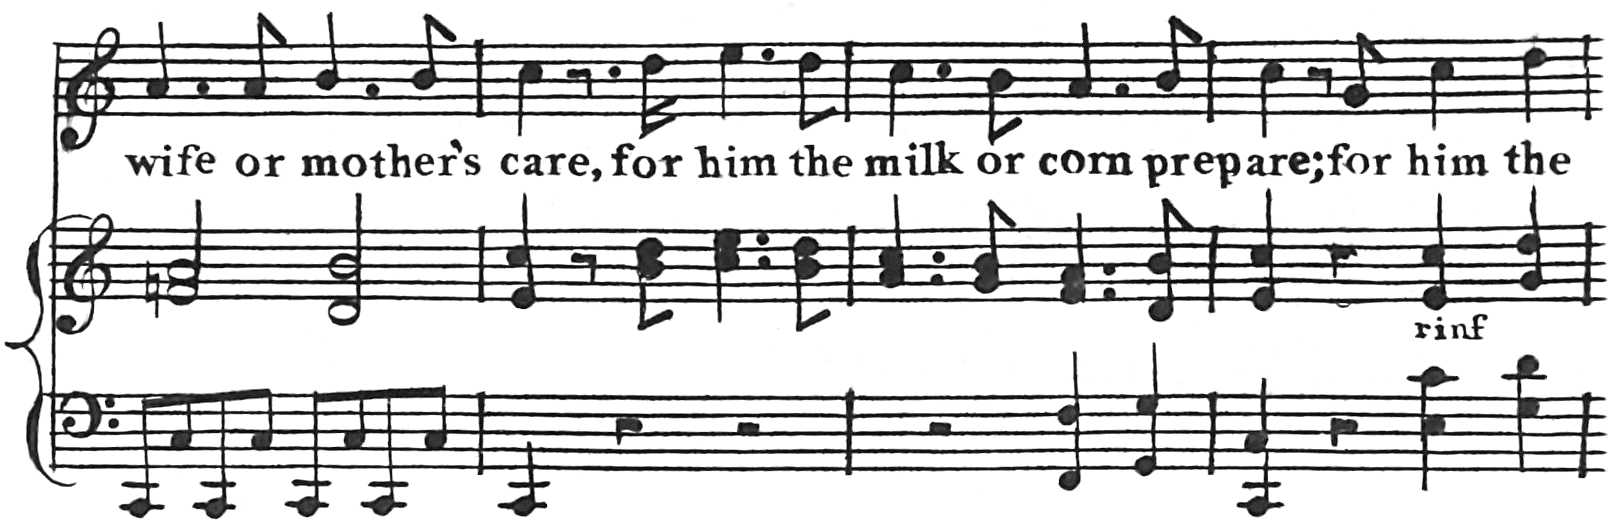 wife or mother's care, for him the milk or corn prepare; for him the
rinf